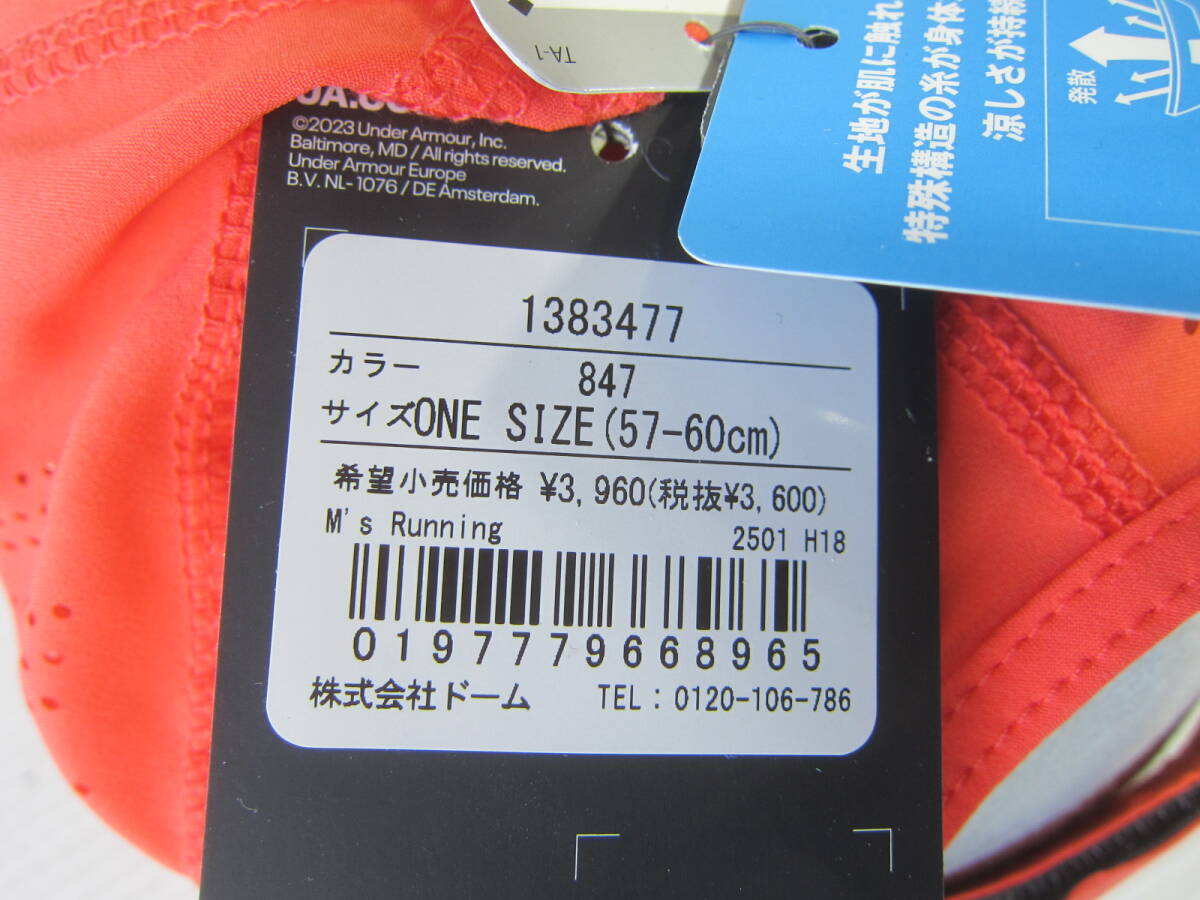 TA-1
©2023 Under Armour, Inc.
Baltimore, MD / All rights reserved.
Under Armour Europe
B.V. NL-1076 / DE Amsterdam.
生地が肌に触れ
特殊構造の糸が身体
涼しさが持続
発散
1383477
カラー 847
サイズONE SIZE(57-60cm)
希望小売価格 ¥3,960(税抜¥3,600)
M's Running 2501 H18
0197779668965
株式会社ドーム TEL：0120-106-786